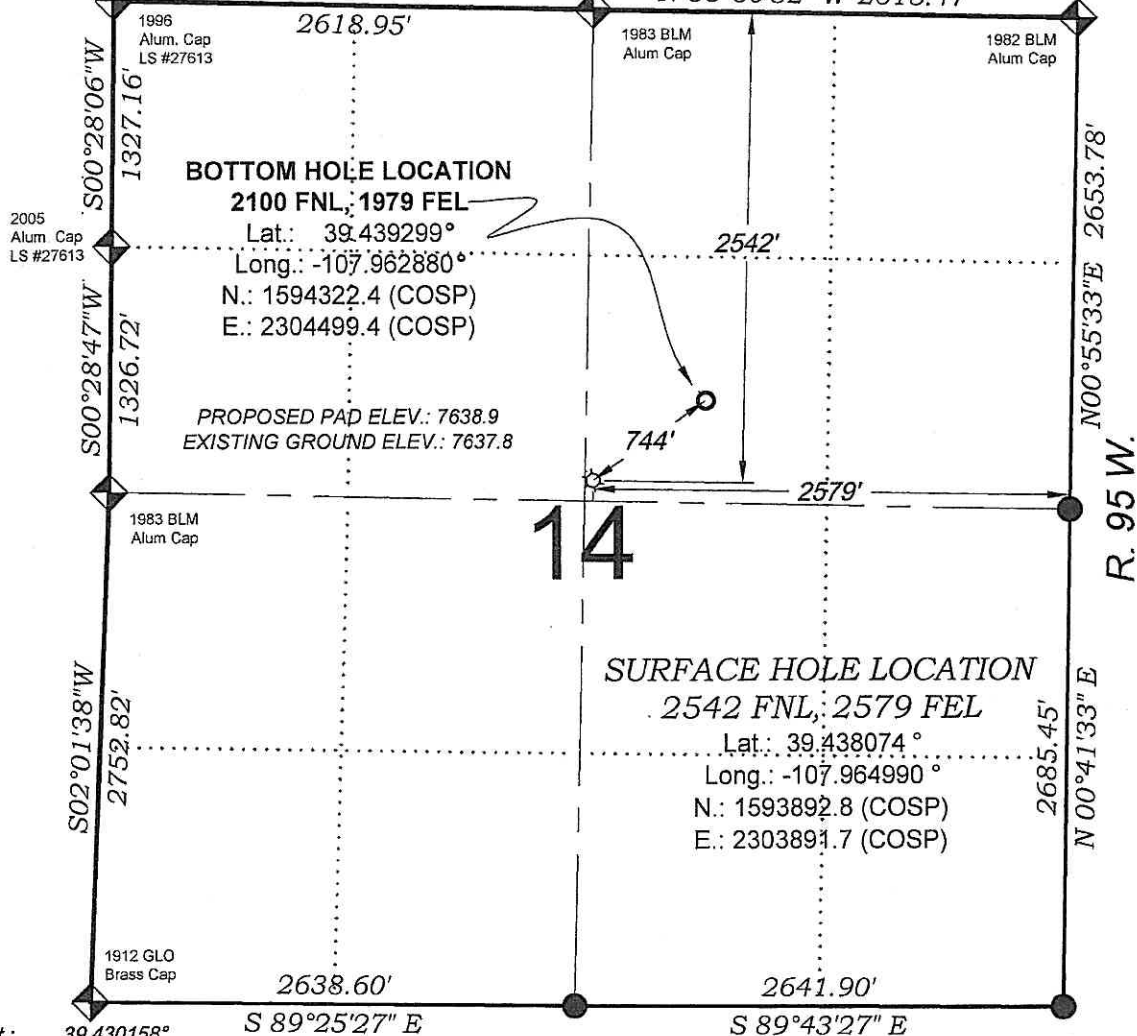 2618.95'
1996
Alum. Cap
LS #27613
1983 BLM
Alum Cap
1982 BLM
Alum Cap
S00°28'06"W
1327.16'
BOTTOM HOLE LOCATION
2100 FNL, 1979 FEL
Lat.: 39.439299°
Long.: -107.962880°
N.: 1594322.4 (COSP)
E.: 2304499.4 (COSP)
2005
Alum Cap
LS #27613
2542'
N00°55'33"E 2653.78'
S00°28'47"W
1326.72'
PROPOSED PAD ELEV.: 7638.9
EXISTING GROUND ELEV.: 7637.8
744'
2579'
R. 95 W.
1983 BLM
Alum Cap
14
SURFACE HOLE LOCATION
2542 FNL, 2579 FEL
Lat.: 39.438074°
Long.: -107.964990°
N.: 1593892.8 (COSP)
E.: 2303891.7 (COSP)
S02°01'38"W
2752.82'
2685.45'
N 00°41'33" E
1912 GLO
Brass Cap
2638.60'
S 89°25'27" E
2641.90'
S 89°43'27" E
39.430158°